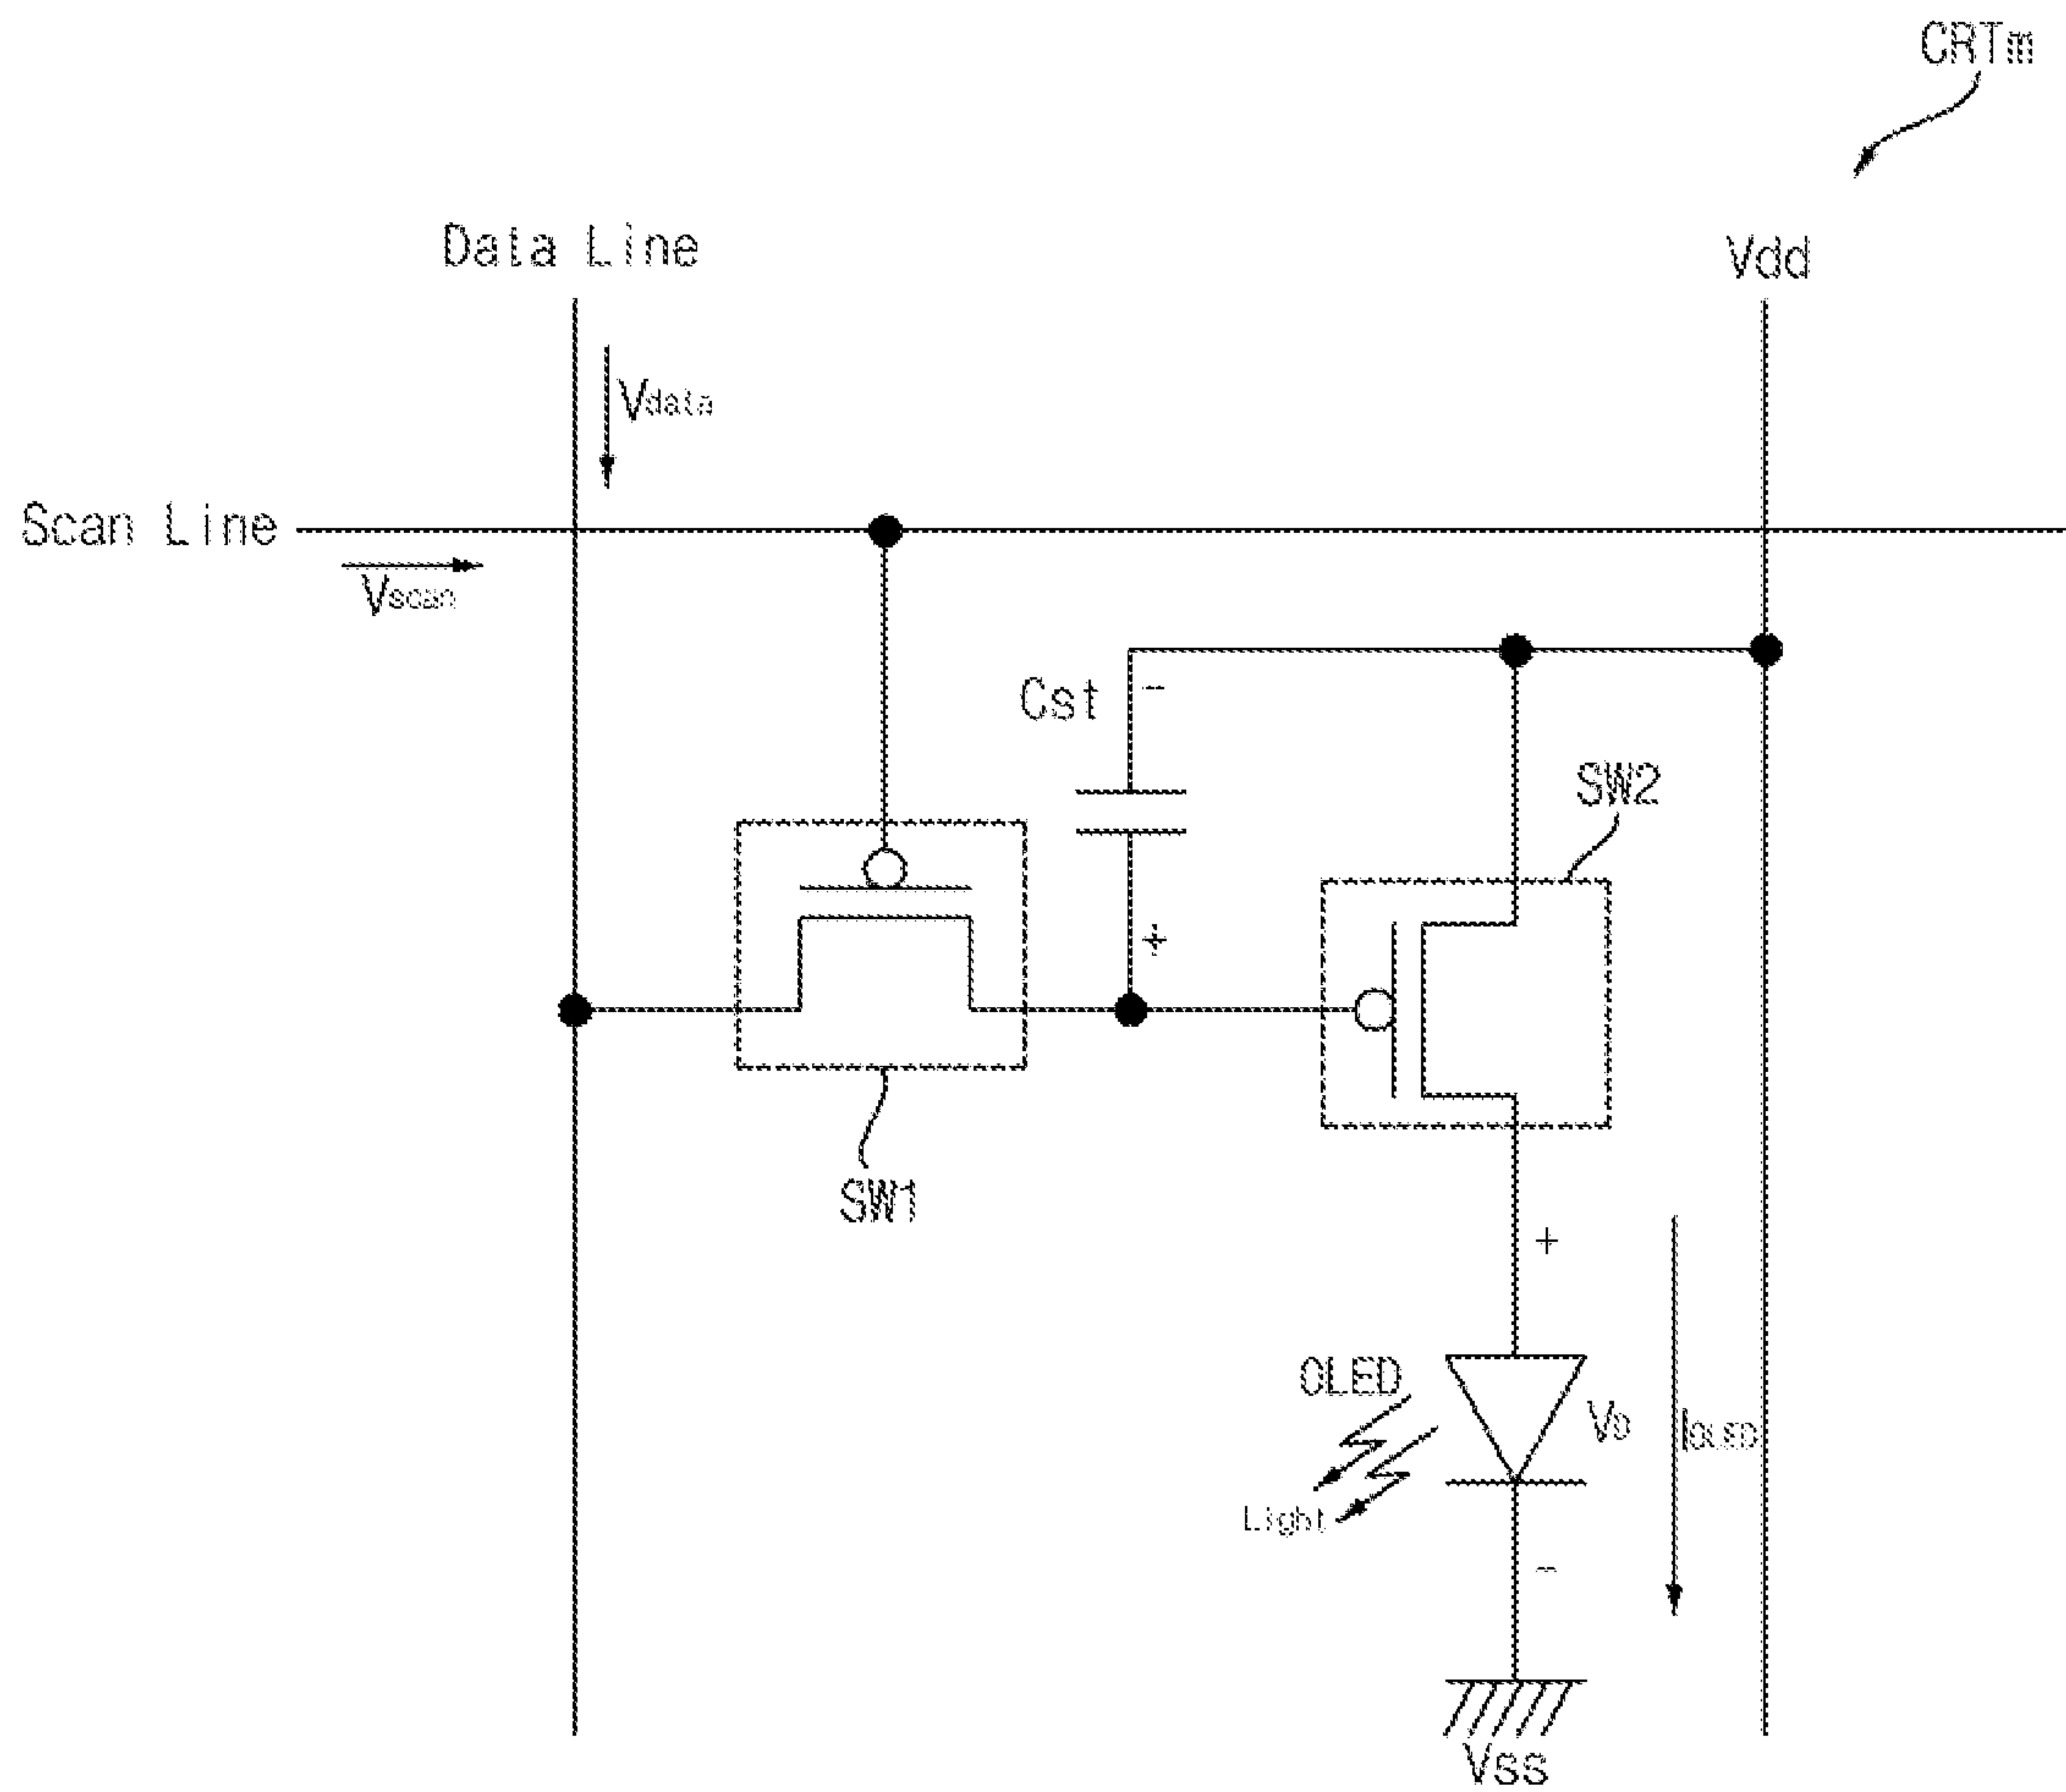 CRTm
Data Line
Vdd
Vdata
Scan Line
Vscan
Cst
-
SW2
+
SW1
+
OLED
VD
IOLED
Light
-
Vss